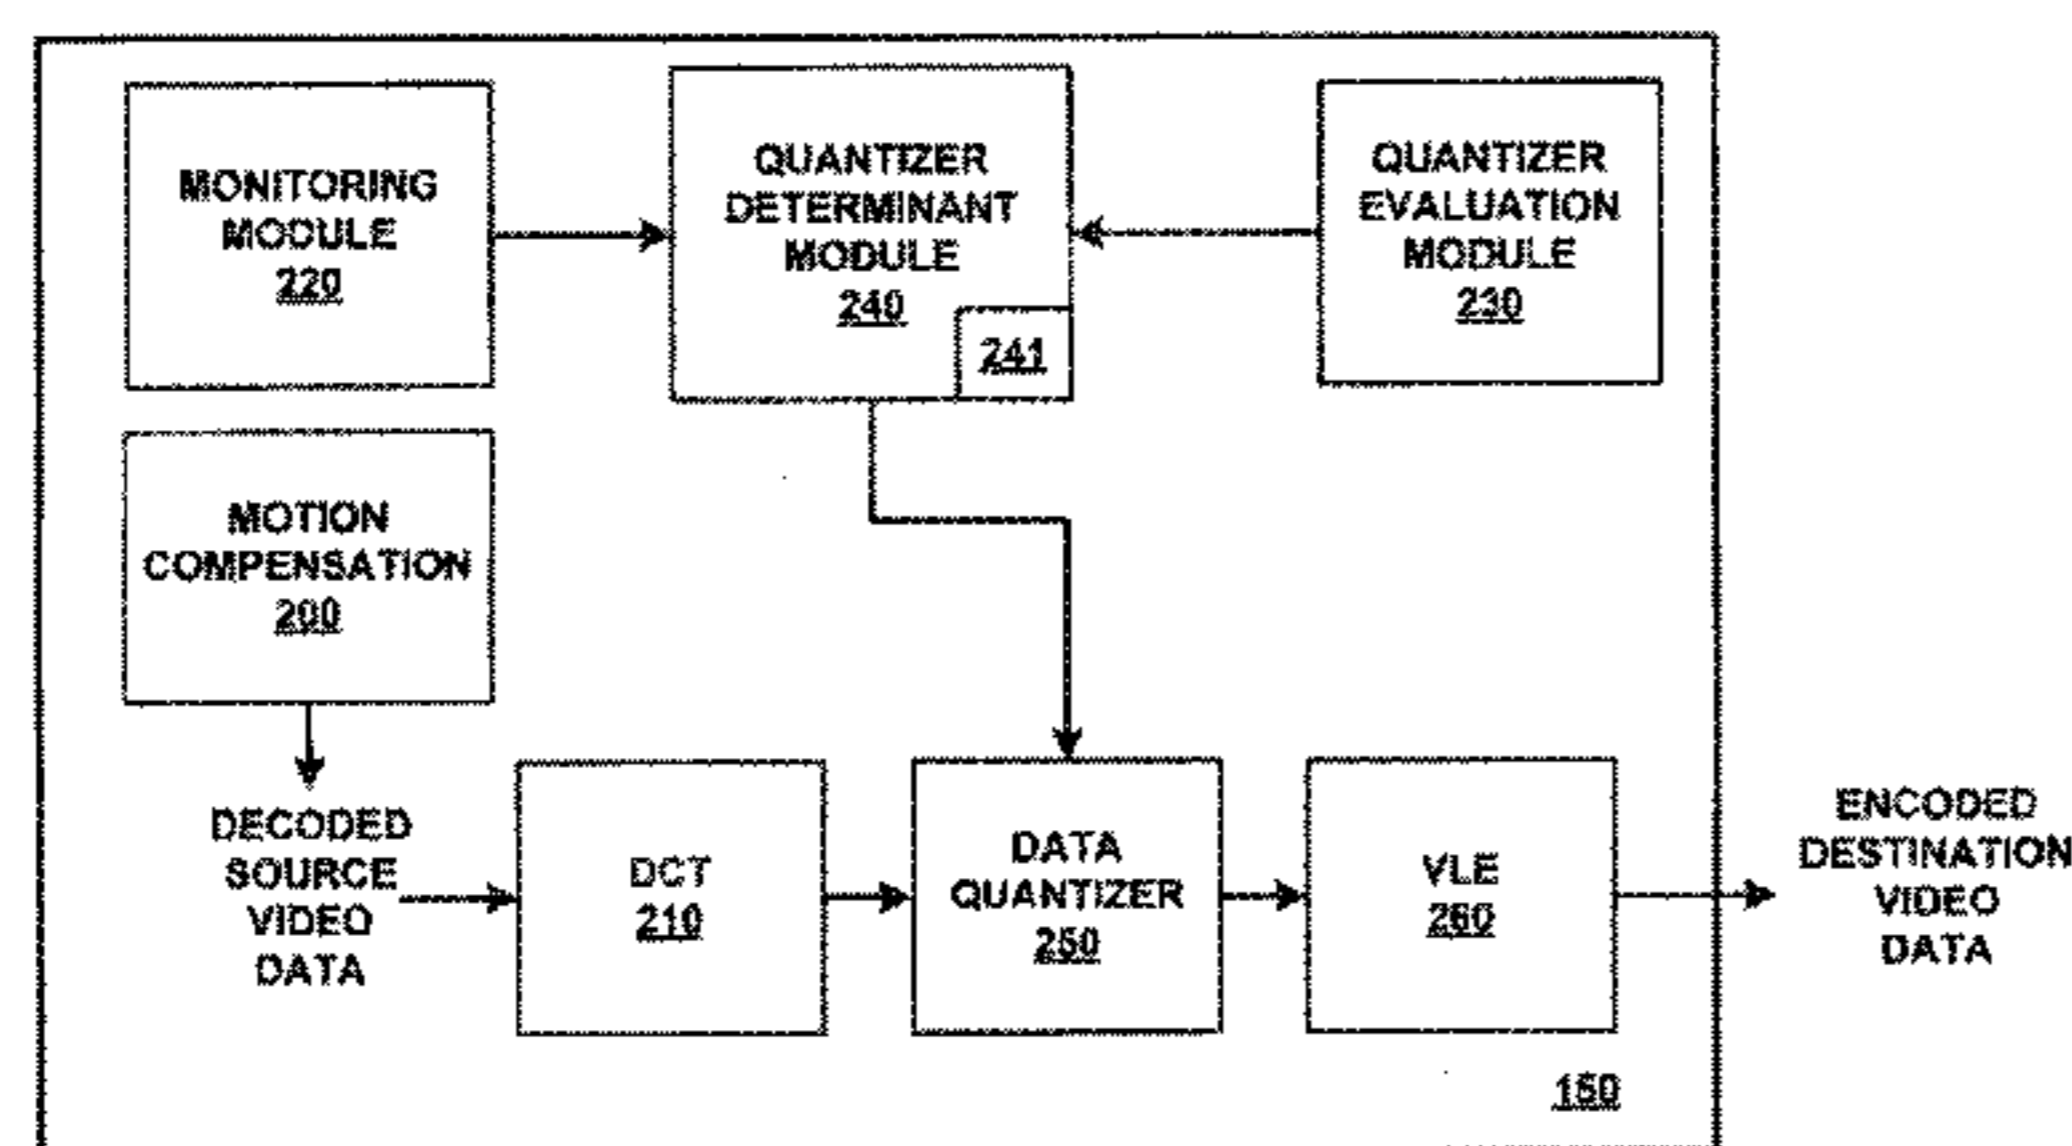 MONITORING
MODULE
220
QUANTIZER
DETERMINANT
MODULE
240
241
QUANTIZER
EVALUATION
MODULE
230
MOTION
COMPENSATION
200
DECODED
SOURCE
VIDEO
DATA
DCT
210
DATA
QUANTIZER
250
VLE
260
ENCODED
DESTINATION
VIDEO
DATA
150